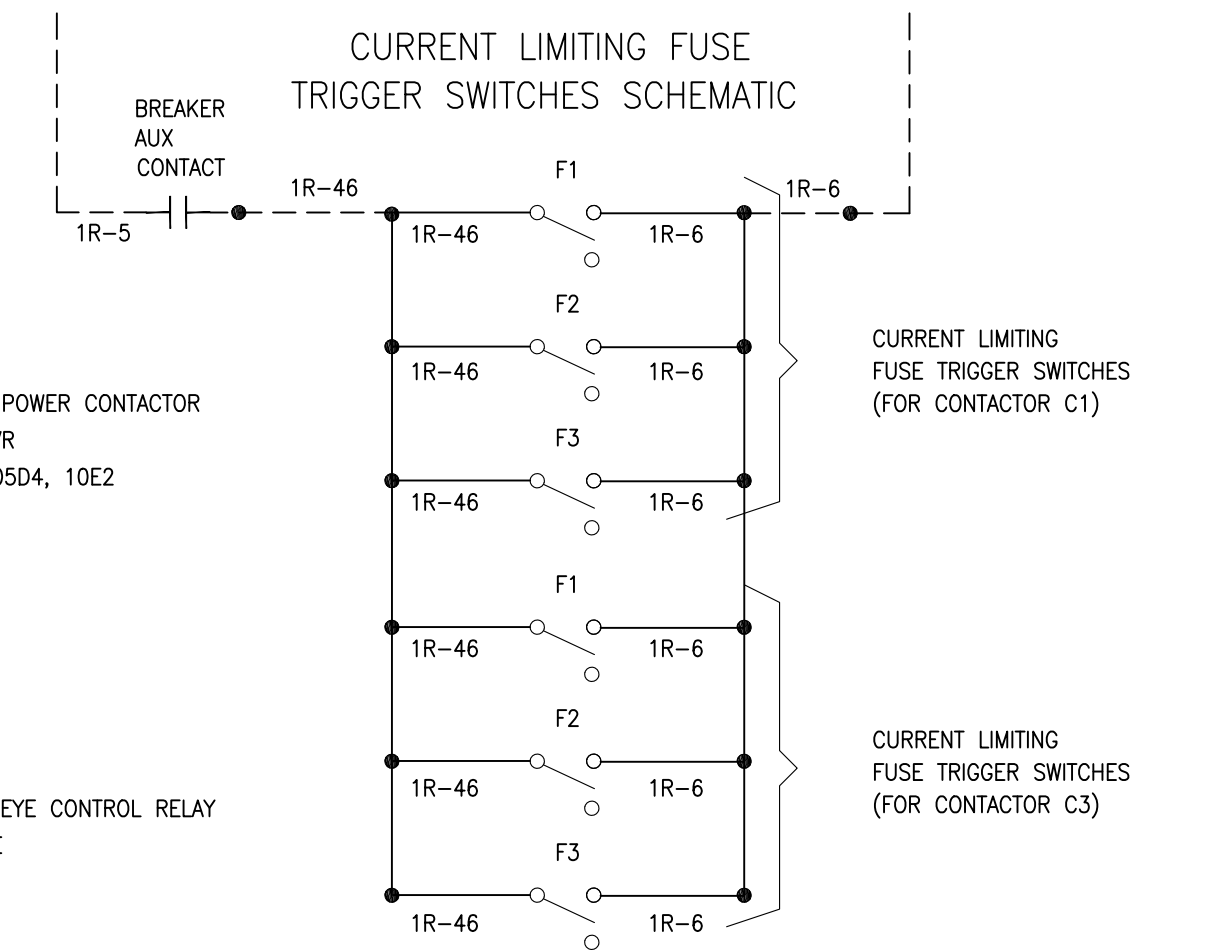 CURRENT LIMITING FUSE
TRIGGER SWITCHES SCHEMATIC
BREAKER
AUX
CONTACT
1R-5
1R-46
F1
1R-46
1R-6
1R-6
F2
1R-46
1R-6
F3
1R-46
1R-6
CURRENT LIMITING
FUSE TRIGGER SWITCHES
(FOR CONTACTOR C1)
POWER CONTACTOR
05D4, 10E2
F1
1R-46
1R-6
F2
1R-46
1R-6
F3
1R-46
1R-6
CURRENT LIMITING
FUSE TRIGGER SWITCHES
(FOR CONTACTOR C3)
EYE CONTROL RELAY